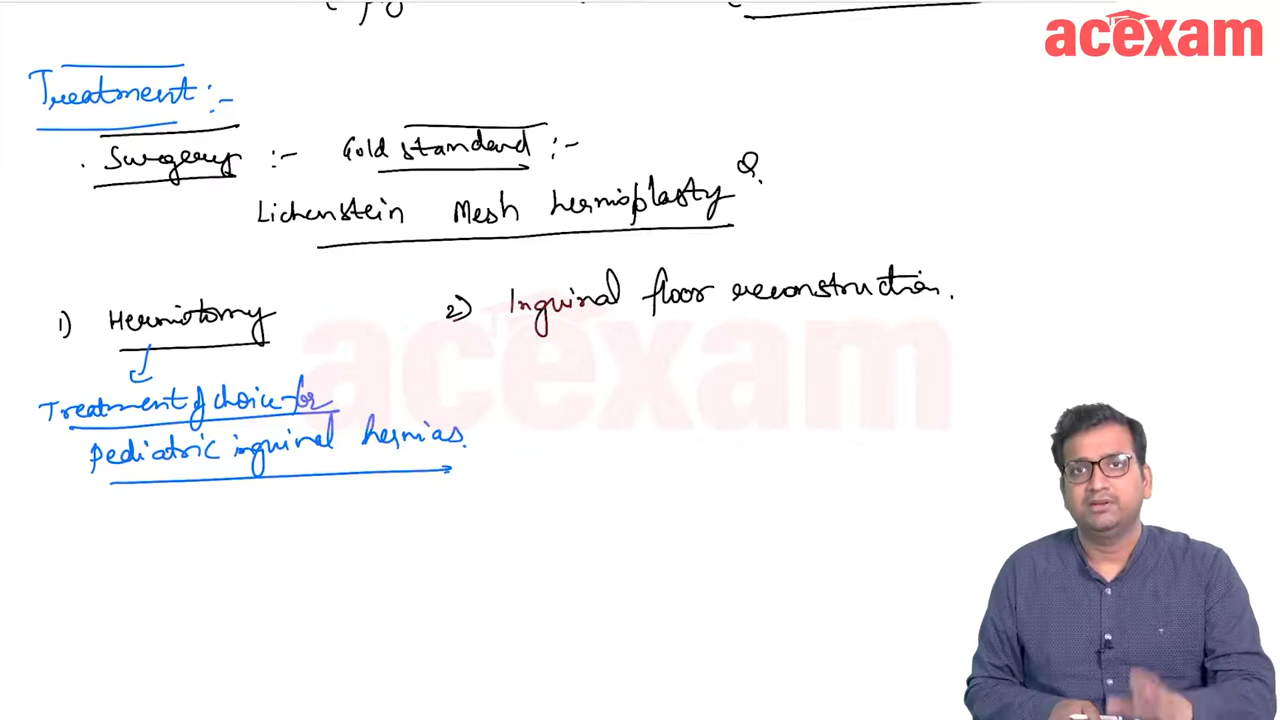 acexam
Treatment :-
. Surgery :- Gold standard :-
Lichenstein Mesh hernioplasty Q.
1) Herniotomy
2) Inguinal floor reconstruction.
Treatment of choice for
pediatric inguinal hernias.
acexam